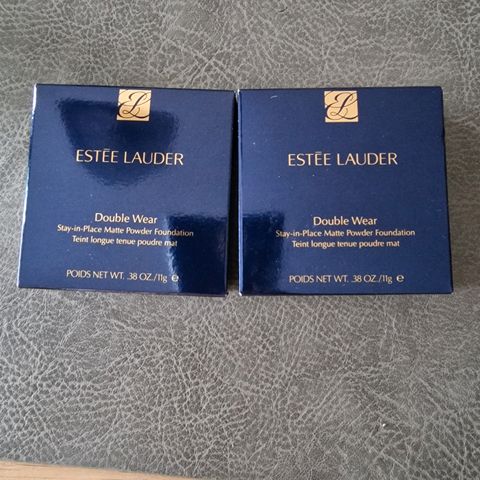 ESTĒE LAUDER
Double Wear
Stay-in-Place Matte Powder Foundation
Teint longue tenue poudre mat
POIDS NET WT. .38 OZ./11g ℮
ESTĒE LAUDER
Double Wear
Stay-in-Place Matte Powder Foundation
Teint longue tenue poudre mat
POIDS NET WT. .38 OZ./11g ℮